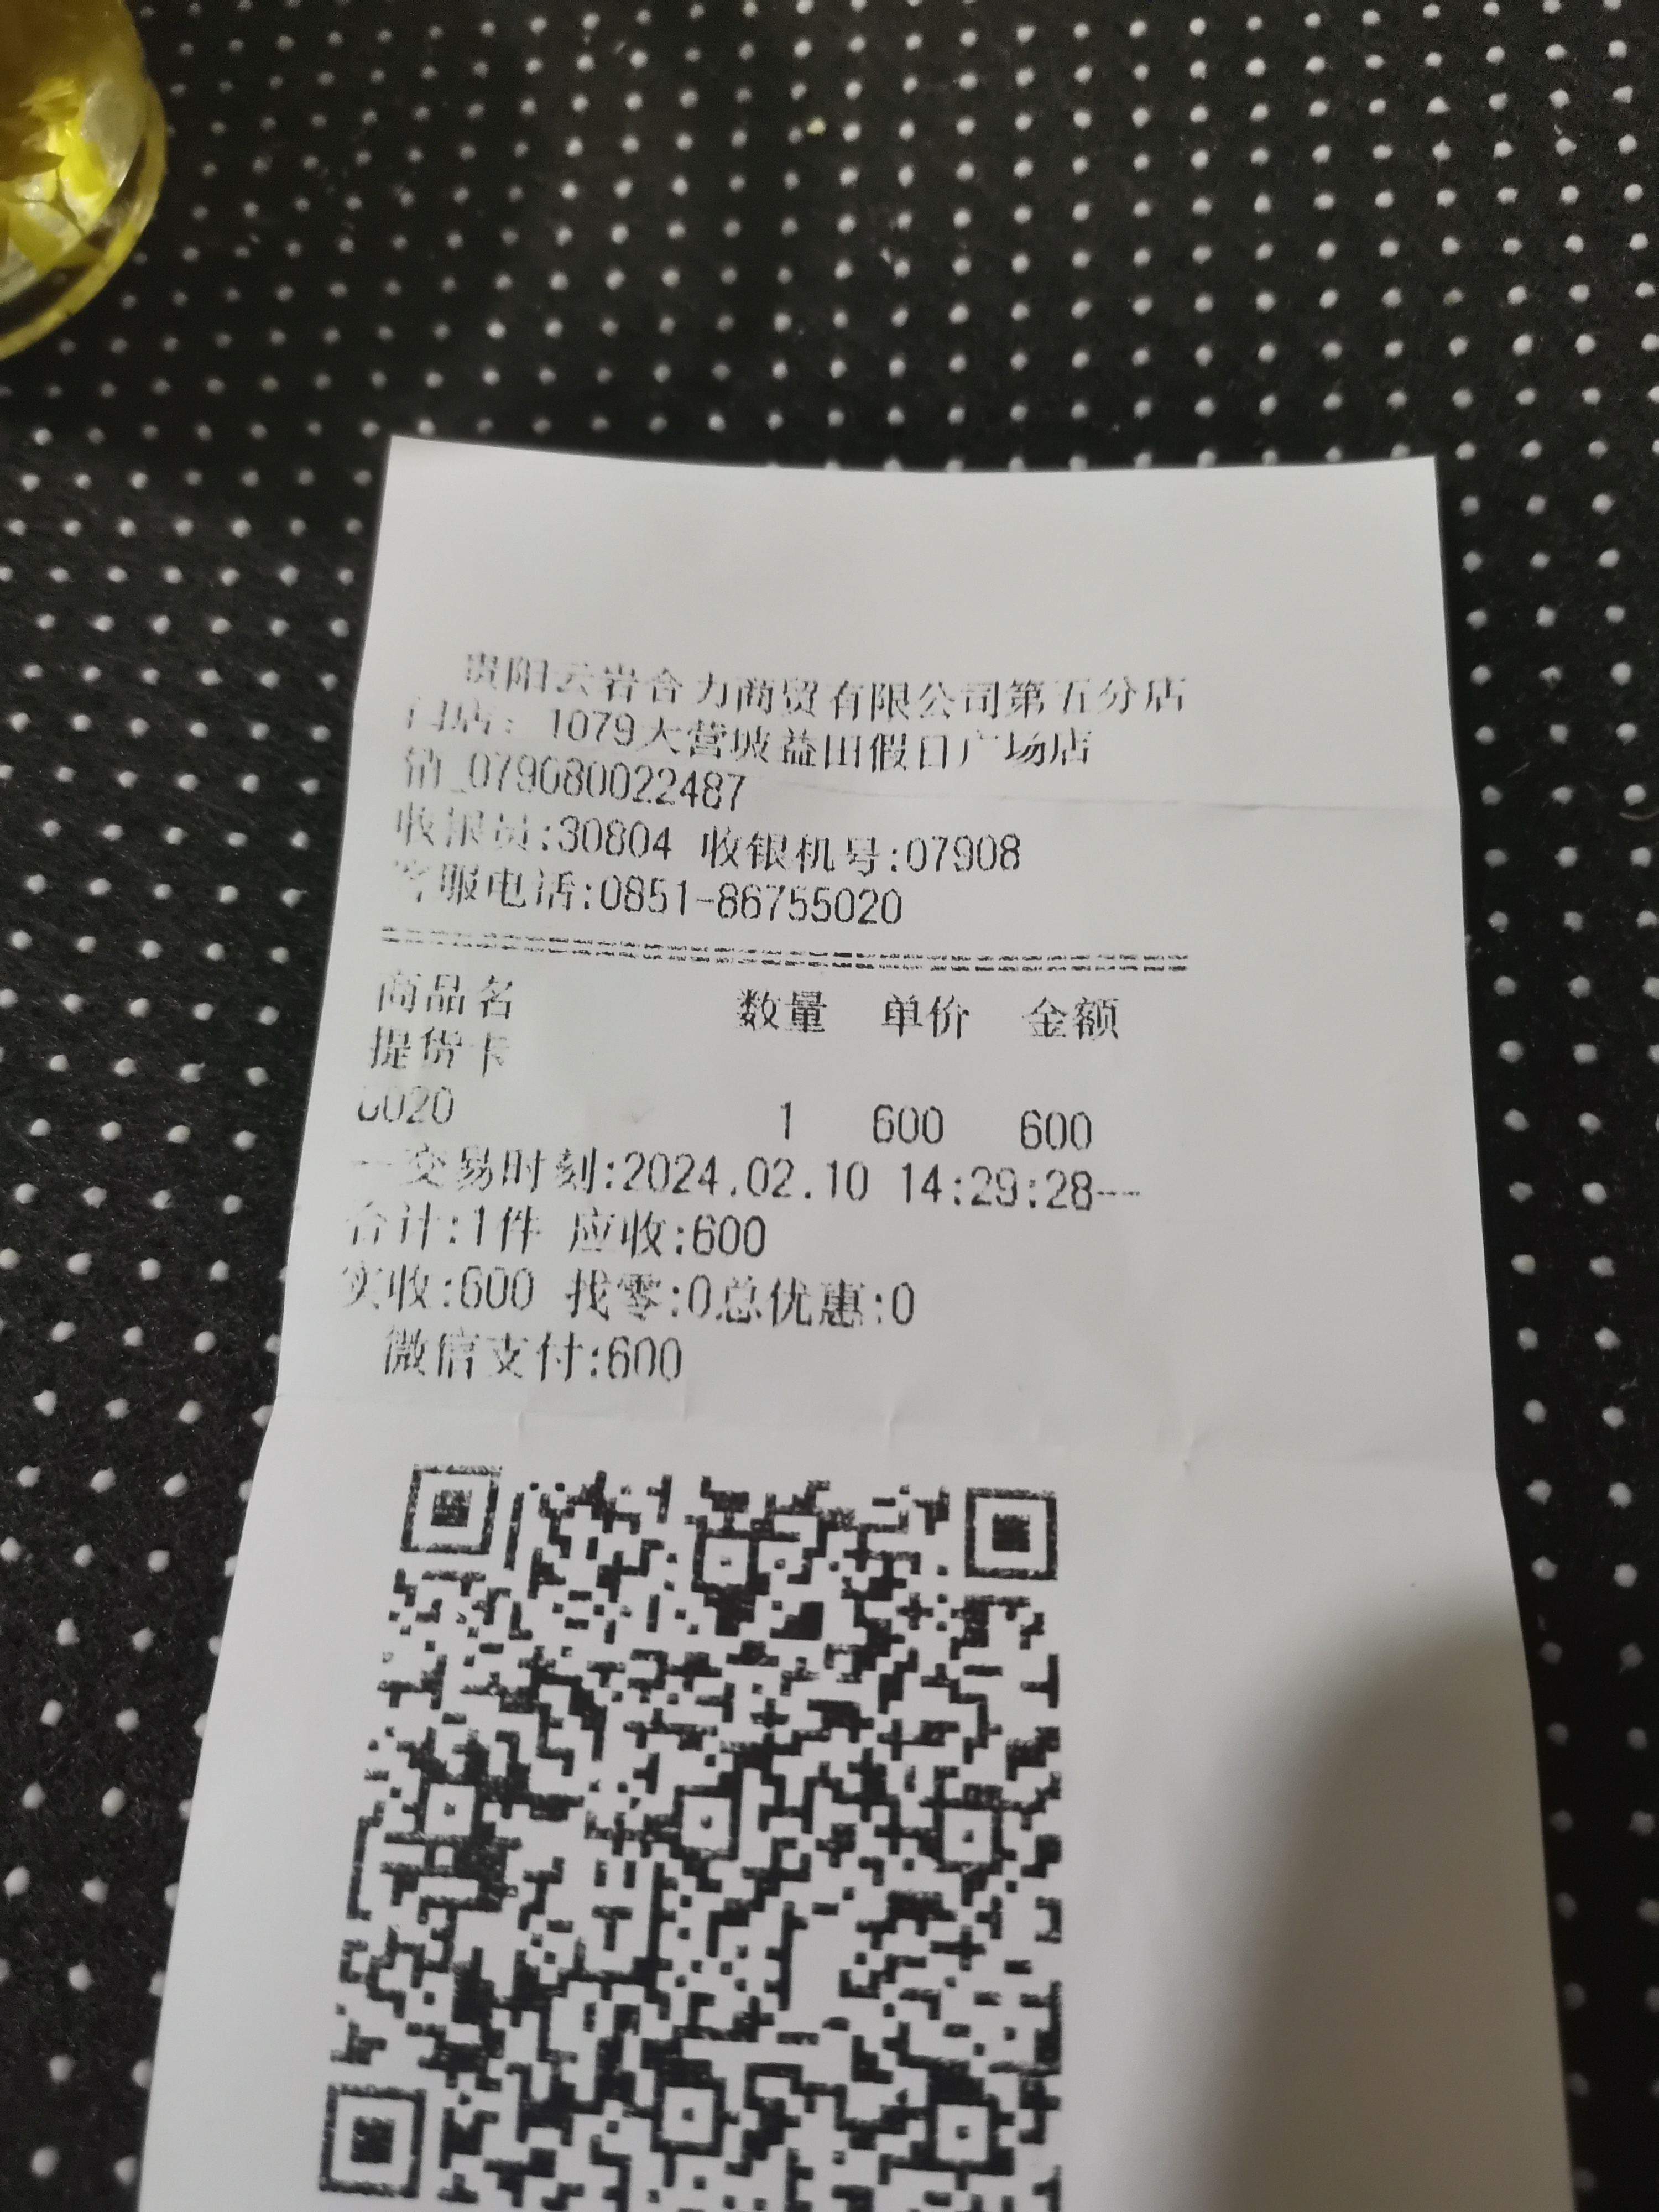 贵阳云岩合力商贸有限公司第五分店
门店：1079大营坡益田假日广场店
销_079080022487
收银员:30804 收银机号:07908
客服电话:0851-86755020
商品名 数量 单价 金额
提货卡
1 600 600
--交易时刻:2024.02.10 14:29:28---
合计:1件 应收:600
实收:600 找零:0总优惠:0
微信支付:600